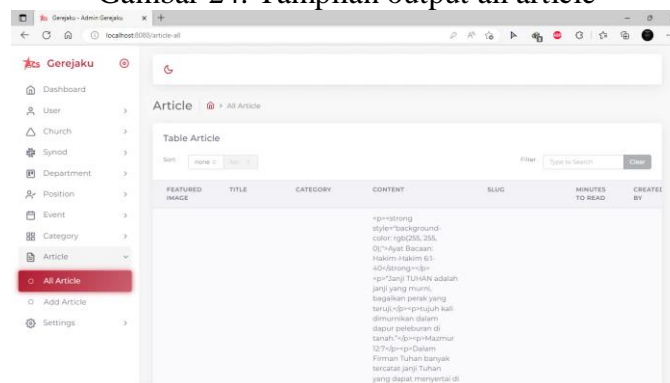 Gambar 24. Tampilan output all article
Gerejaku - Admin Gerejaku
localhost:8080/article-all
Gerejaku
Dashboard
User
Church
Synod
Department
Position
Event
Category
Article
All Article
Add Article
Settings
Article
All Article
Table Article
Sort
none
Filter
Type to Search
Clear
FEATURED IMAGE TITLE CATEGORY CONTENT SLUG MINUTES TO READ CREATED BY
<p><strong
style="background-
color: rgb(255, 255,
0);">Ayat Bacaan:
Hakim-Hakim 6:1-
40</strong></p>
<p>"Janji TUHAN adalah
janji yang murni,
bagaikan perak yang
teruji,</p><p>tujuh kali
dimurnikan dalam
dapur peleburan di
tanah."</p><p>Mazmur
12:7</p><p>Dalam
Firman Tuhan banyak
tercatat janji Tuhan
yang dapat menyertai di